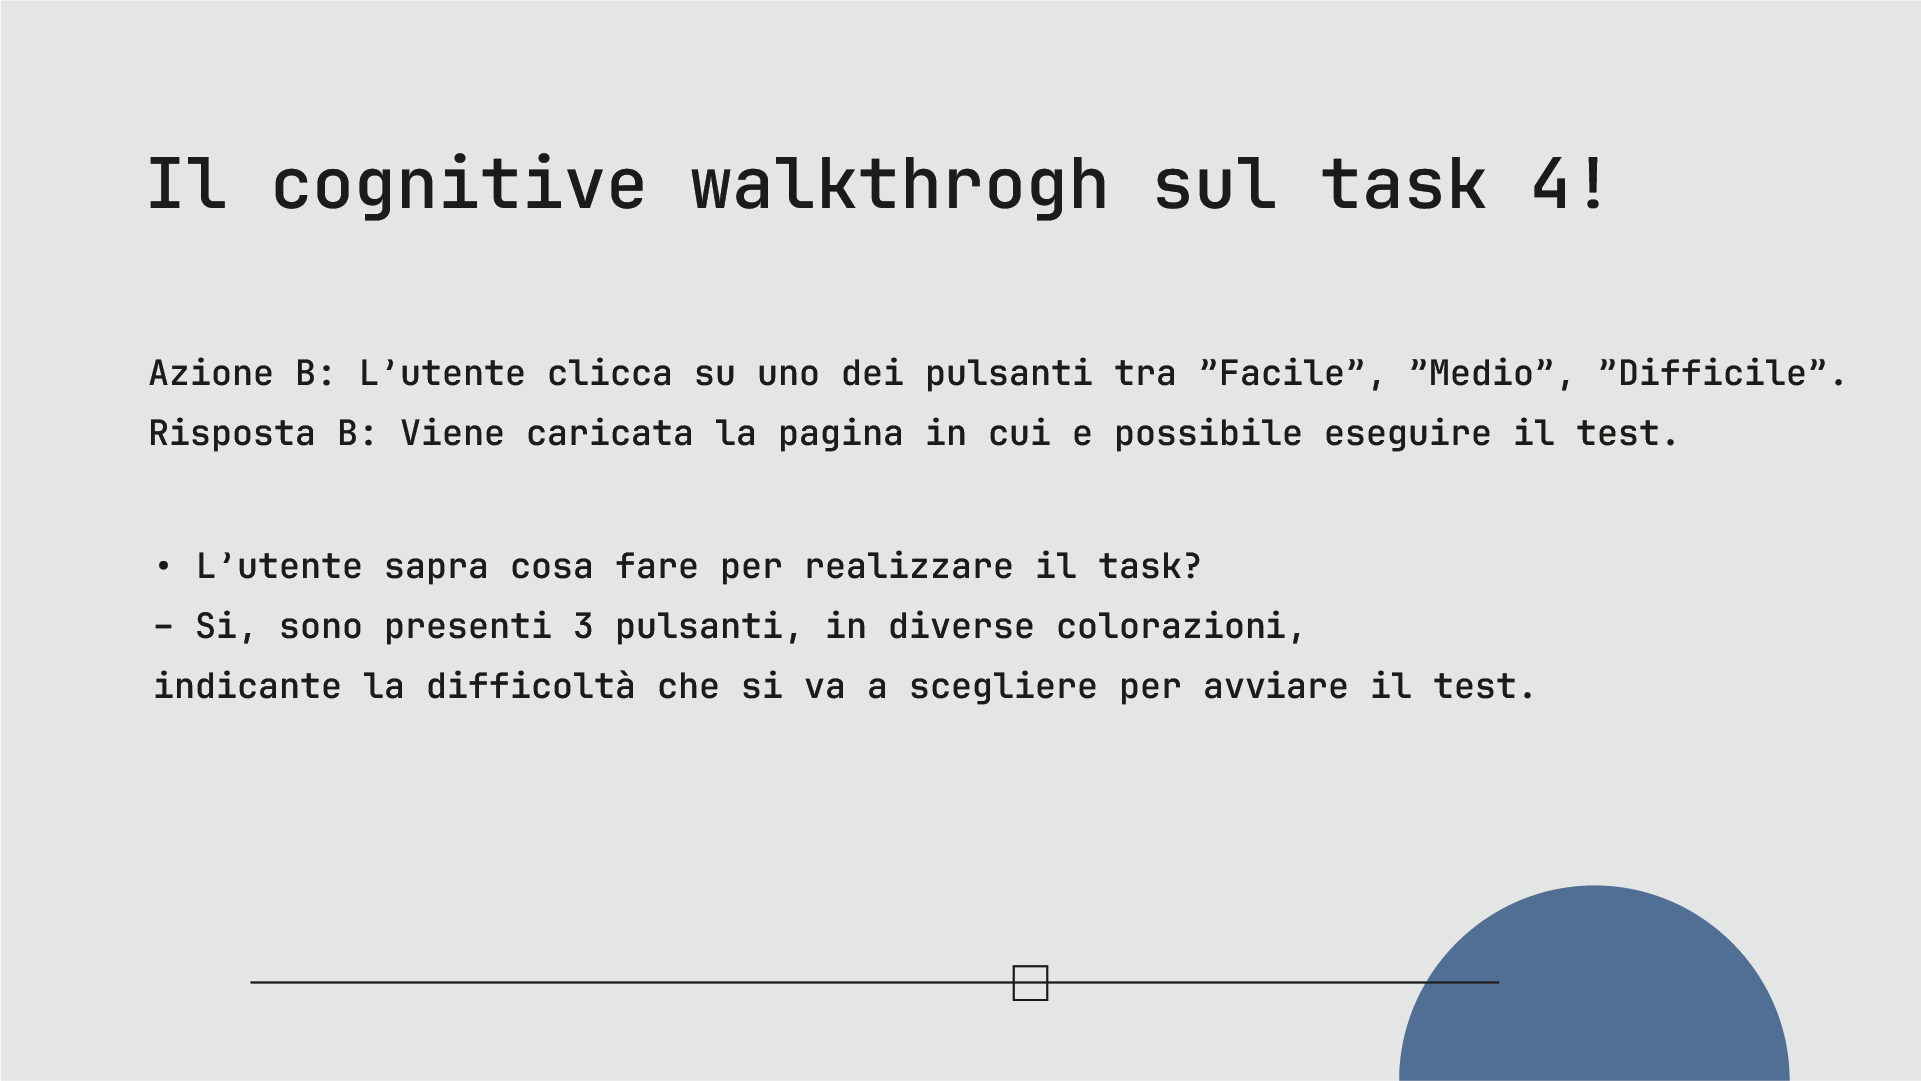 Il cognitive walkthrogh sul task 4!
Azione B: L’utente clicca su uno dei pulsanti tra ”Facile”, ”Medio”, ”Difficile”.
Risposta B: Viene caricata la pagina in cui e possibile eseguire il test.
• L’utente sapra cosa fare per realizzare il task?
– Si, sono presenti 3 pulsanti, in diverse colorazioni,
indicante la difficoltà che si va a scegliere per avviare il test.